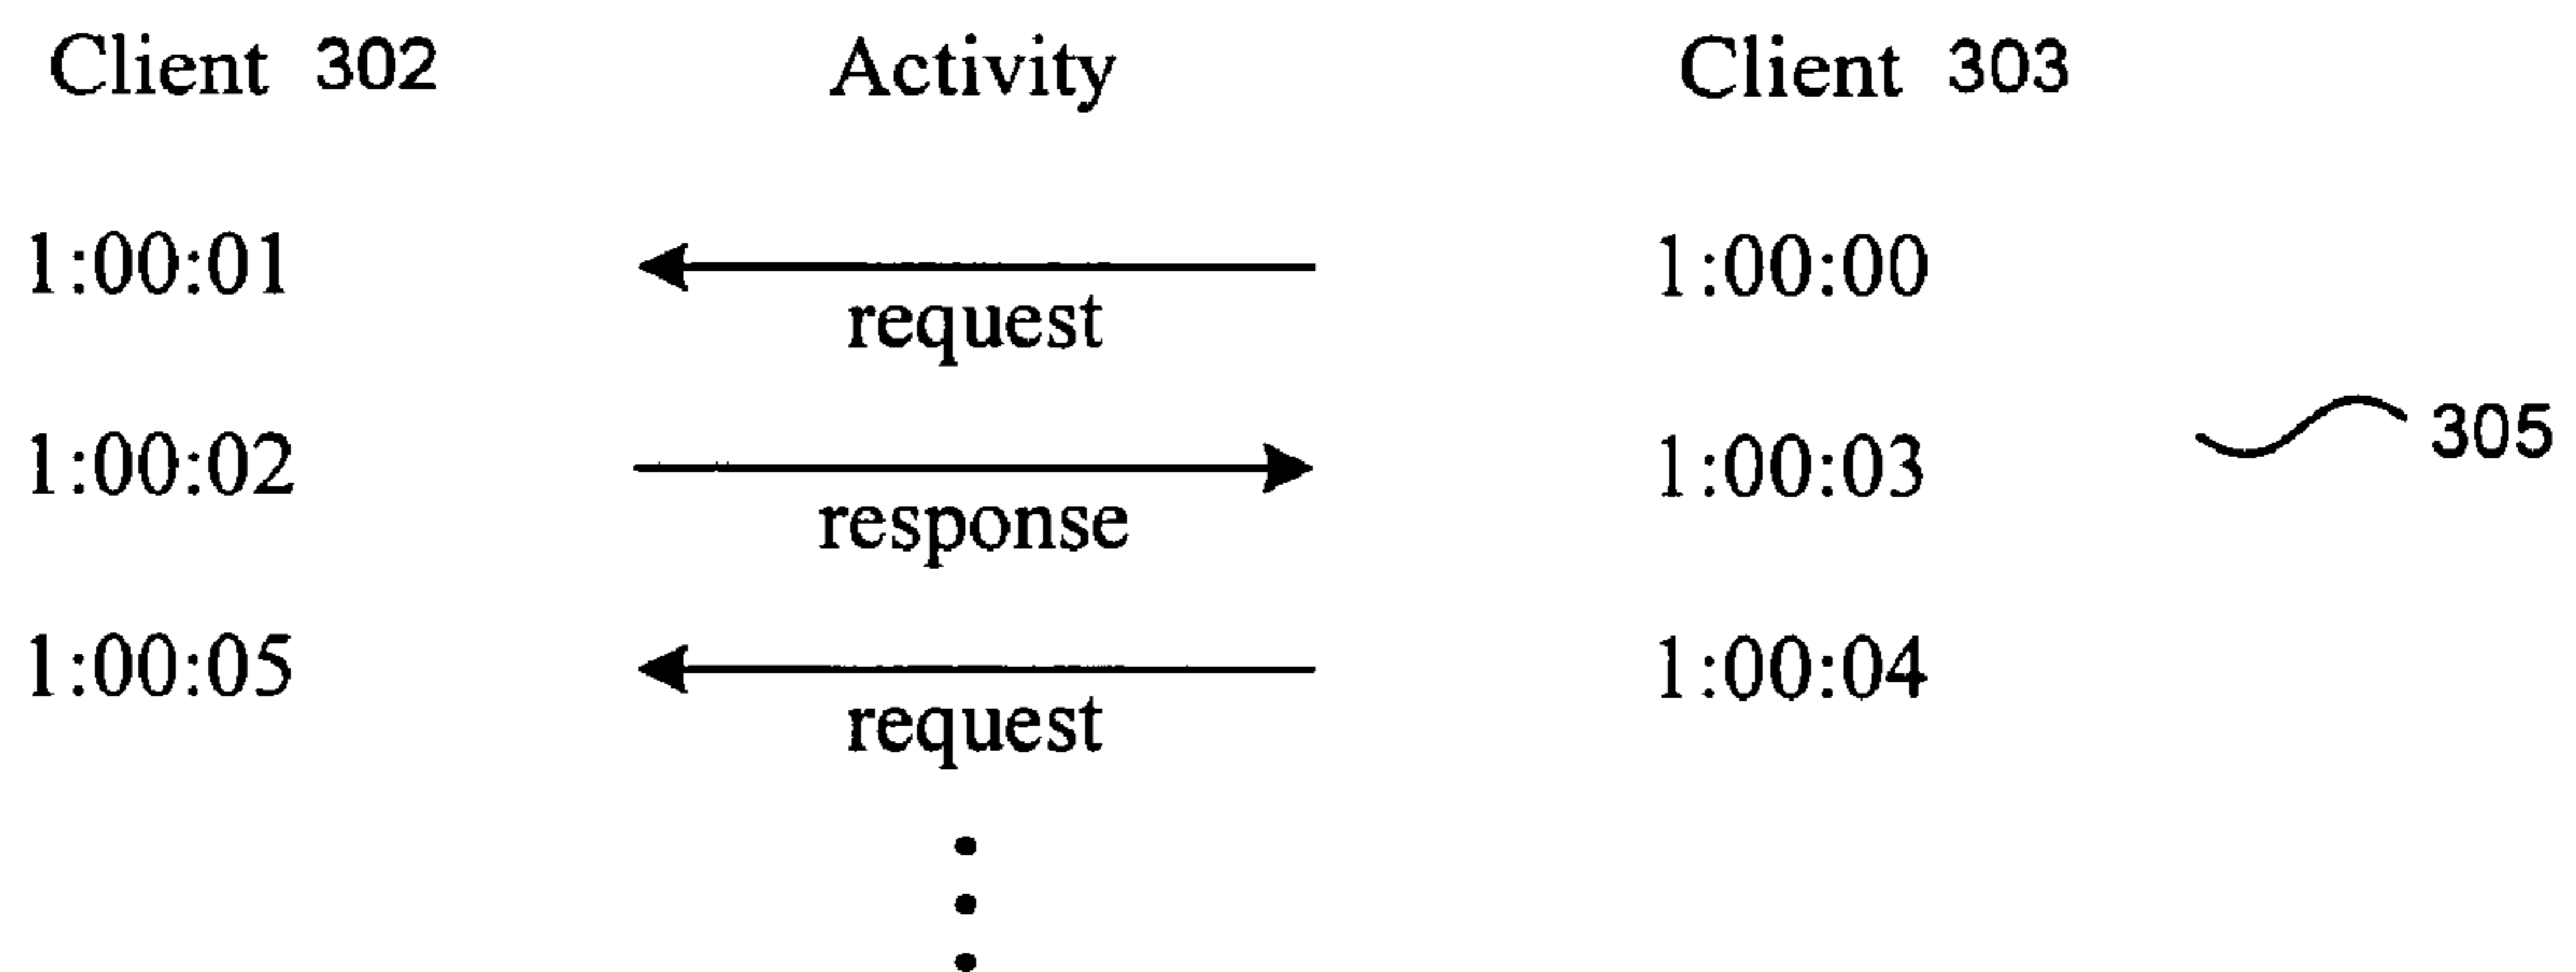 Client 302 Activity Client 303
1:00:01 1:00:00
request
1:00:02 1:00:03 305
response
1:00:05 1:00:04
request